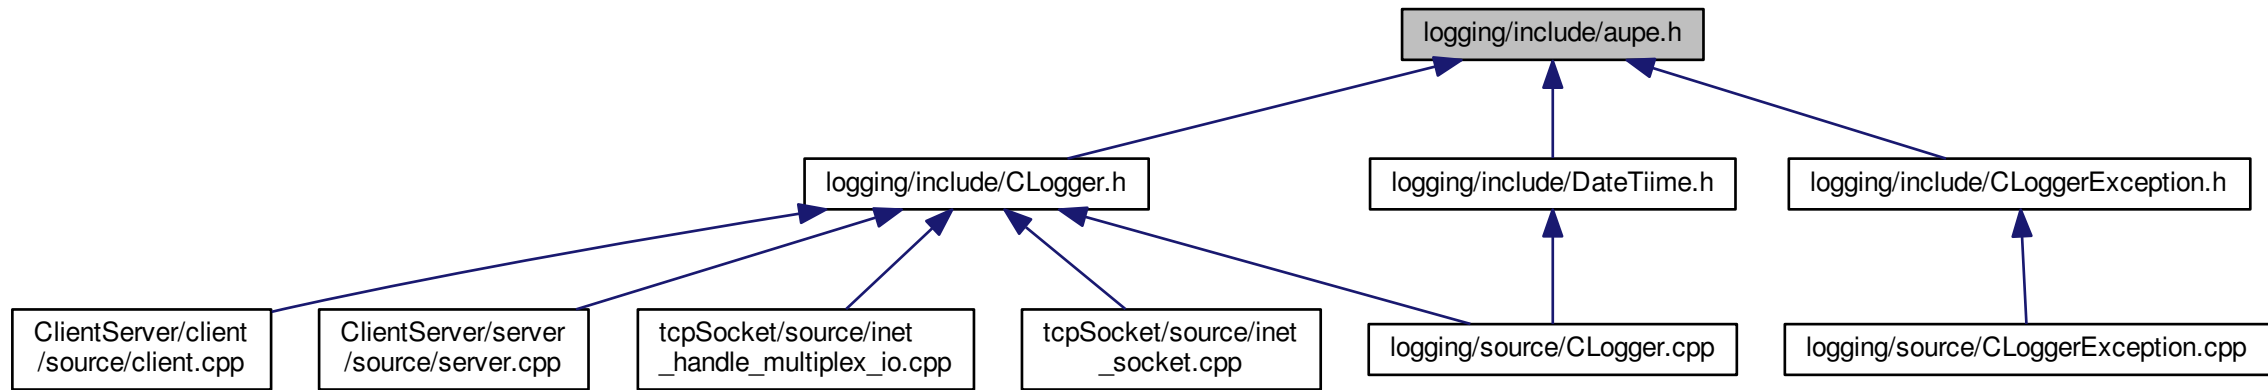 logging/include/aupe.h
logging/include/CLogger.h
logging/include/DateTiime.h
logging/include/CLoggerException.h
ClientServer/client
/source/client.cpp
ClientServer/server
/source/server.cpp
tcpSocket/source/inet
_handle_multiplex_io.cpp
tcpSocket/source/inet
_socket.cpp
logging/source/CLogger.cpp
logging/source/CLoggerException.cpp